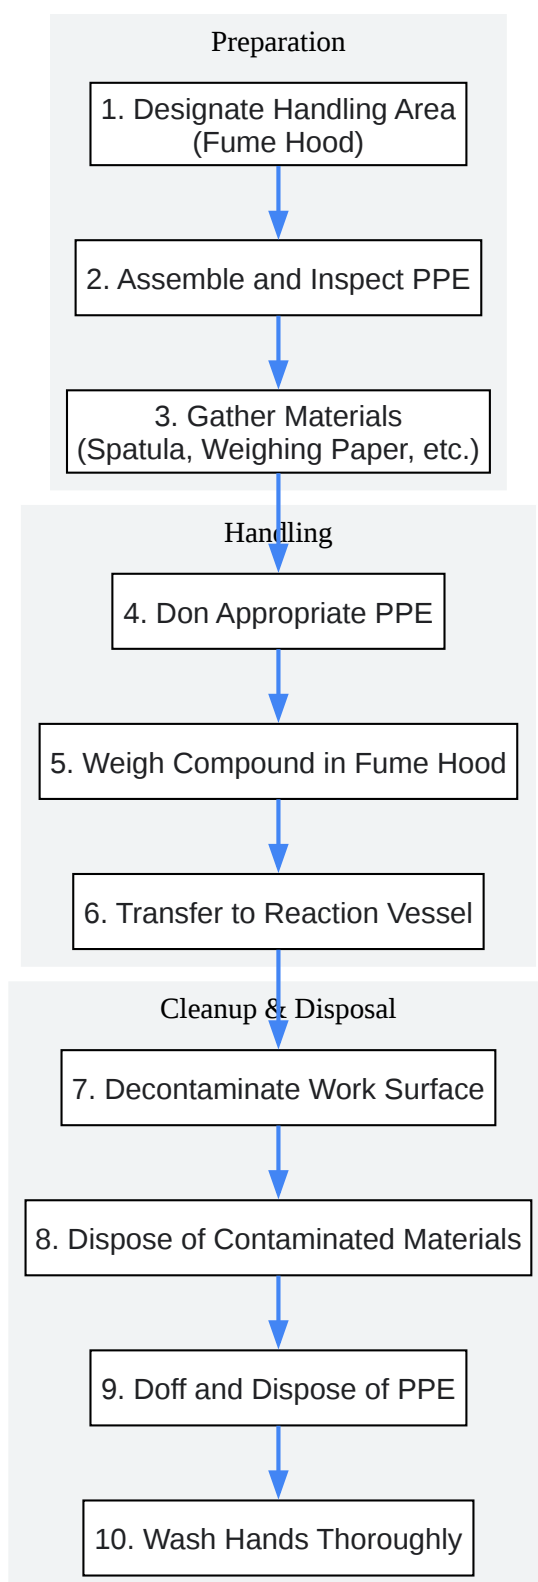 Preparation
1. Designate Handling Area
(Fume Hood)
2. Assemble and Inspect PPE
3. Gather Materials
(Spatula, Weighing Paper, etc.)
Handling
4. Don Appropriate PPE
5. Weigh Compound in Fume Hood
6. Transfer to Reaction Vessel
Cleanup & Disposal
7. Decontaminate Work Surface
8. Dispose of Contaminated Materials
9. Doff and Dispose of PPE
10. Wash Hands Thoroughly